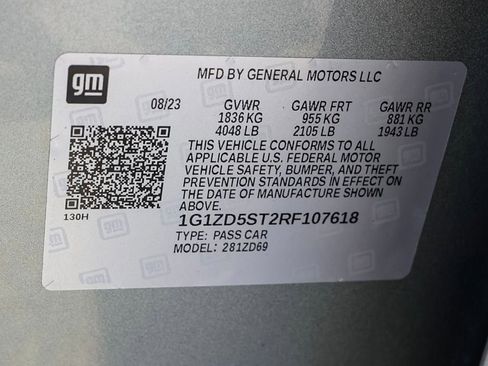 gm
MFD BY GENERAL MOTORS LLC
08/23 GVWR GAWR FRT GAWR RR
1836 KG 955 KG 881 KG
4048 LB 2105 LB 1943 LB
THIS VEHICLE CONFORMS TO ALL
APPLICABLE U.S. FEDERAL MOTOR
VEHICLE SAFETY, BUMPER, AND THEFT
PREVENTION STANDARDS IN EFFECT ON
THE DATE OF MANUFACTURE SHOWN
ABOVE.
130H
1G1ZD5ST2RF107618
TYPE: PASS CAR
MODEL: 281ZD69